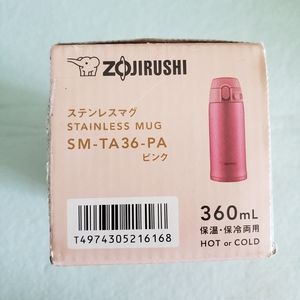 ZOJIRUSHI
ステンレスマグ
STAINLESS MUG
SM-TA36-PA
ピンク
360mL
保温・保冷両用
HOT or COLD
T4974305216168